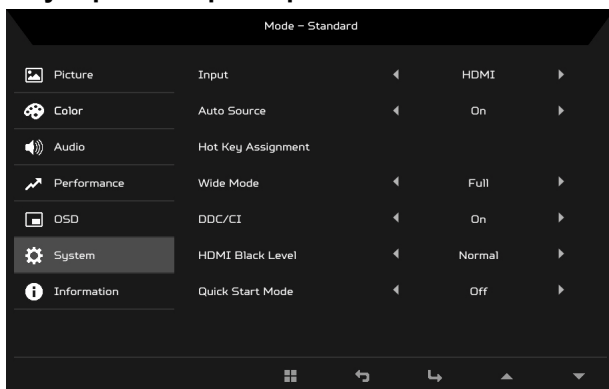 Mode – Standard
Picture
Input HDMI
Color
Auto Source On
Audio
Hot Key Assignment
Performance
Wide Mode Full
OSD
DDC/CI On
System
HDMI Black Level Normal
Information
Quick Start Mode Off